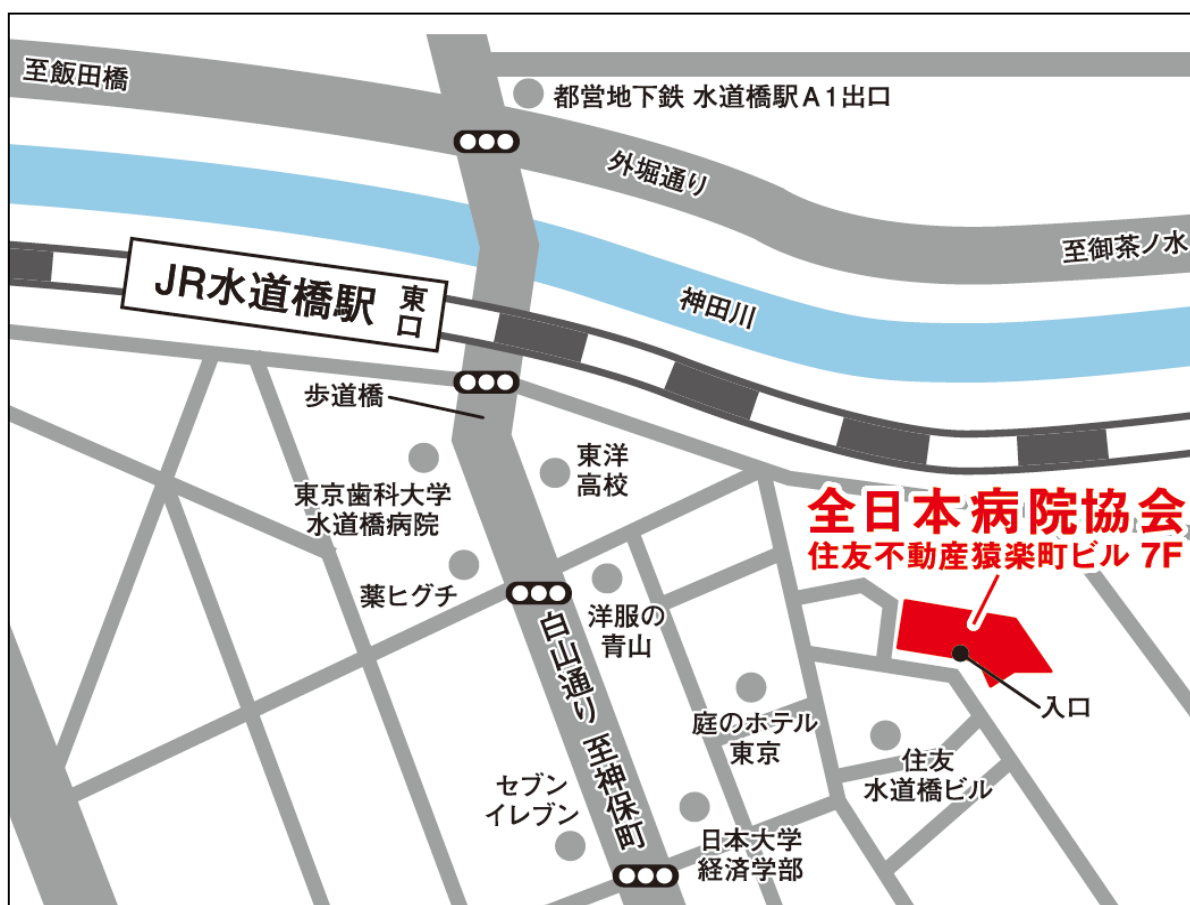 至飯田橋
都営地下鉄 水道橋駅A1出口
外堀通り
至御茶ノ水
JR水道橋駅
東口
神田川
歩道橋
東洋
高校
東京歯科大学
水道橋病院
全日本病院協会
住友不動産猿楽町ビル 7F
薬ヒグチ
洋服の
青山
白山通り 至神保町
入口
庭のホテル
東京
住友
水道橋ビル
セブン
イレブン
日本大学
経済学部